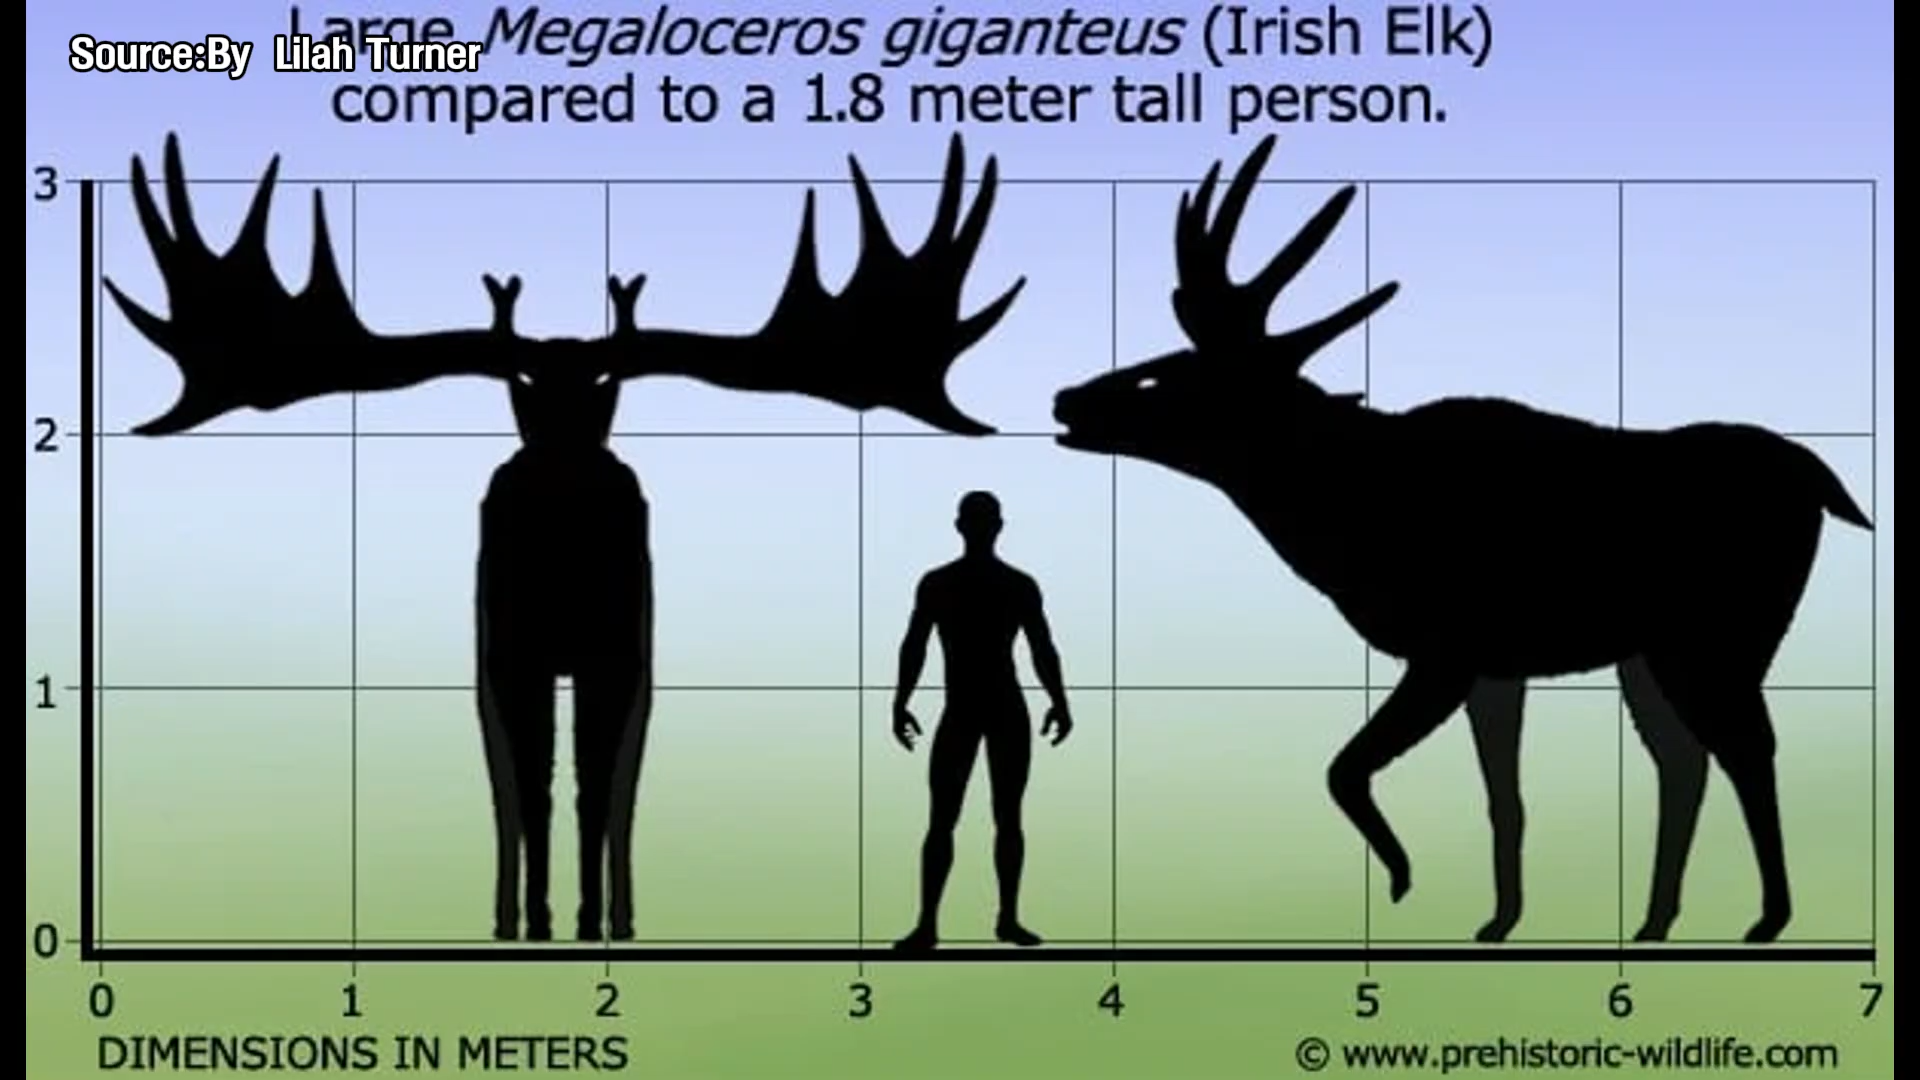 Large Megaloceros giganteus (Irish Elk)
Source:By Lilah Turner
compared to a 1.8 meter tall person.
3
2
1
0
0 1 2 3 4 5 6 7
DIMENSIONS IN METERS
© www.prehistoric-wildlife.com